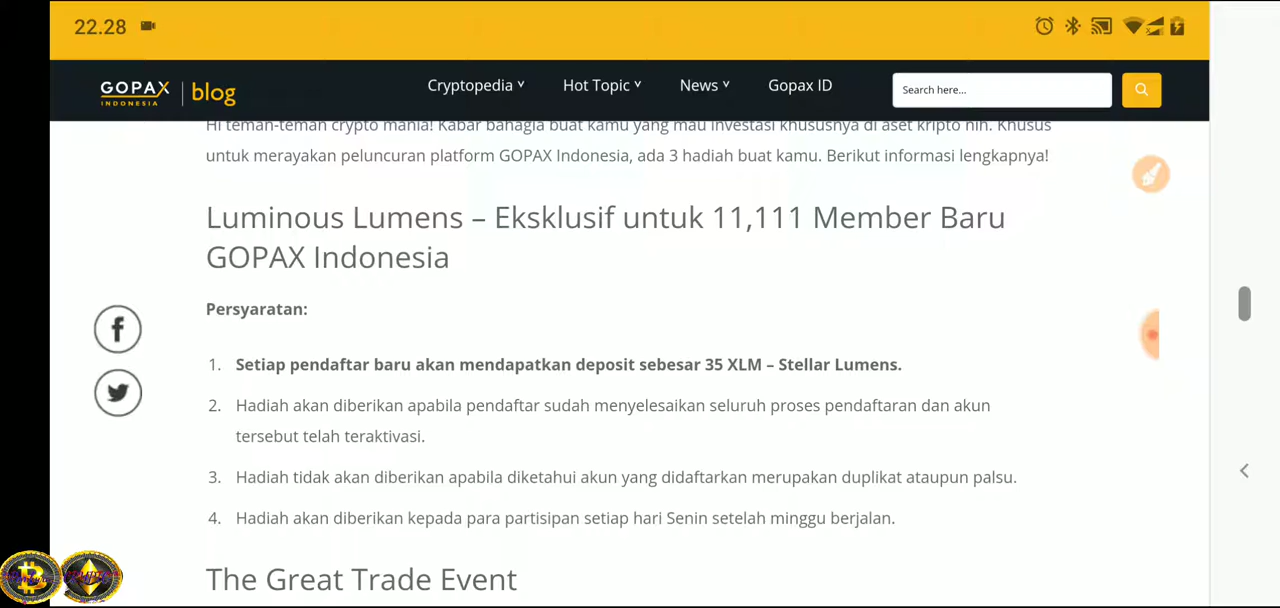 22.28
GOPAX INDONESIA | blog
Cryptopedia
Hot Topic
News
Gopax ID
Search here...
Hi teman-teman crypto mania! Kabar bahagia buat kamu yang mau investasi khususnya di aset kripto nih. Khusus
untuk merayakan peluncuran platform GOPAX Indonesia, ada 3 hadiah buat kamu. Berikut informasi lengkapnya!
Luminous Lumens – Eksklusif untuk 11,111 Member Baru
GOPAX Indonesia
Persyaratan:
1. Setiap pendaftar baru akan mendapatkan deposit sebesar 35 XLM – Stellar Lumens.
2. Hadiah akan diberikan apabila pendaftar sudah menyelesaikan seluruh proses pendaftaran dan akun
tersebut telah teraktivasi.
3. Hadiah tidak akan diberikan apabila diketahui akun yang didaftarkan merupakan duplikat ataupun palsu.
4. Hadiah akan diberikan kepada para partisipan setiap hari Senin setelah minggu berjalan.
The Great Trade Event